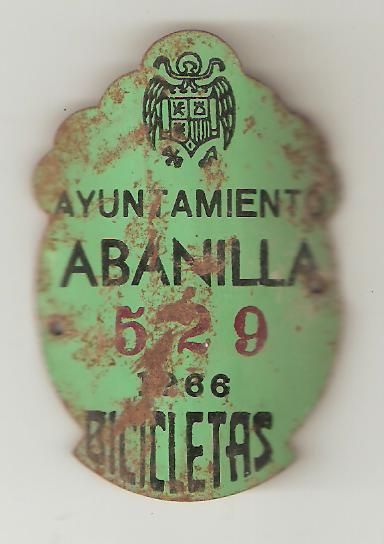 AYUNTAMIENTO
ABANILLA
529
1966
BICICLETAS